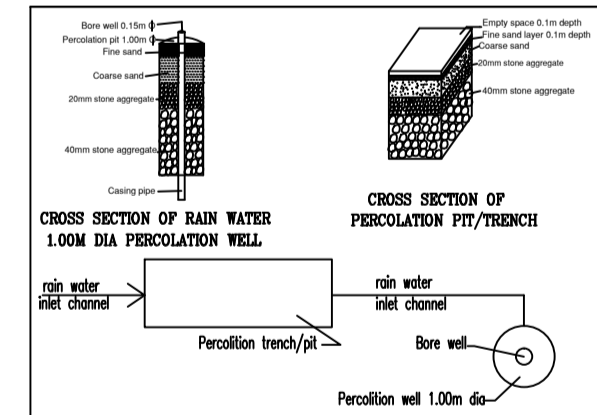 Bore well 0.15m ϕ
Percolation pit 1.00m ϕ
Fine sand
Coarse sand
20mm stone aggregate
40mm stone aggregate
Casing pipe
CROSS SECTION OF RAIN WATER
1.00M DIA PERCOLATION WELL
Empty space 0.1m depth
Fine sand layer 0.1m depth
Coarse sand
20mm stone aggregate
40mm stone aggregate
CROSS SECTION OF
PERCOLATION PIT/TRENCH
rain water
inlet channel
Percolition trench/pit
rain water
inlet channel
Bore well
Percolition well 1.00m dia